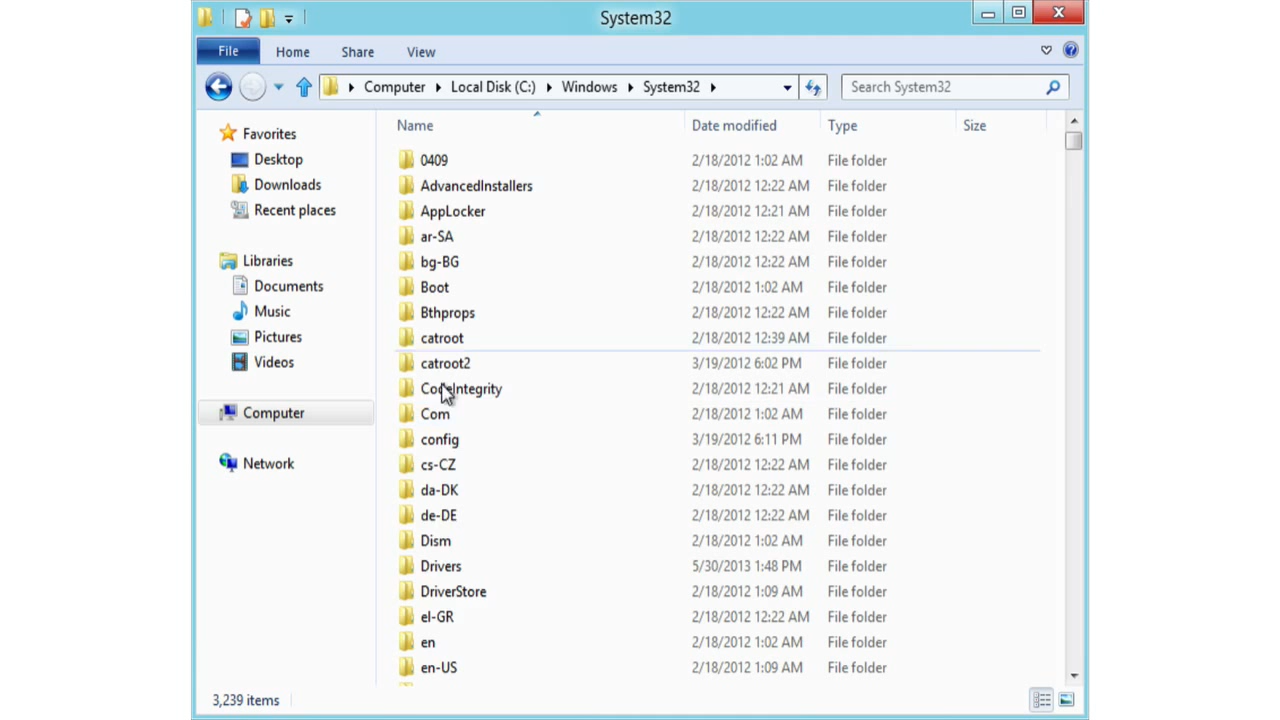 System32
File Home Share View
Computer Local Disk (C:) Windows System32 Search System32
Favorites
Desktop
Downloads
Recent places
Libraries
Documents
Music
Pictures
Videos
Computer
Network
Name Date modified Type Size
0409 2/18/2012 1:02 AM File folder
AdvancedInstallers 2/18/2012 12:22 AM File folder
AppLocker 2/18/2012 12:21 AM File folder
ar-SA 2/18/2012 12:22 AM File folder
bg-BG 2/18/2012 12:22 AM File folder
Boot 2/18/2012 1:02 AM File folder
Bthprops 2/18/2012 12:22 AM File folder
catroot 2/18/2012 12:39 AM File folder
catroot2 3/19/2012 6:02 PM File folder
CodeIntegrity 2/18/2012 12:21 AM File folder
Com 2/18/2012 1:02 AM File folder
config 3/19/2012 6:11 PM File folder
cs-CZ 2/18/2012 12:22 AM File folder
da-DK 2/18/2012 12:22 AM File folder
de-DE 2/18/2012 12:22 AM File folder
Dism 2/18/2012 1:02 AM File folder
Drivers 5/30/2013 1:48 PM File folder
DriverStore 2/18/2012 1:09 AM File folder
el-GR 2/18/2012 12:22 AM File folder
en 2/18/2012 1:02 AM File folder
en-US 2/18/2012 1:09 AM File folder
3,239 items